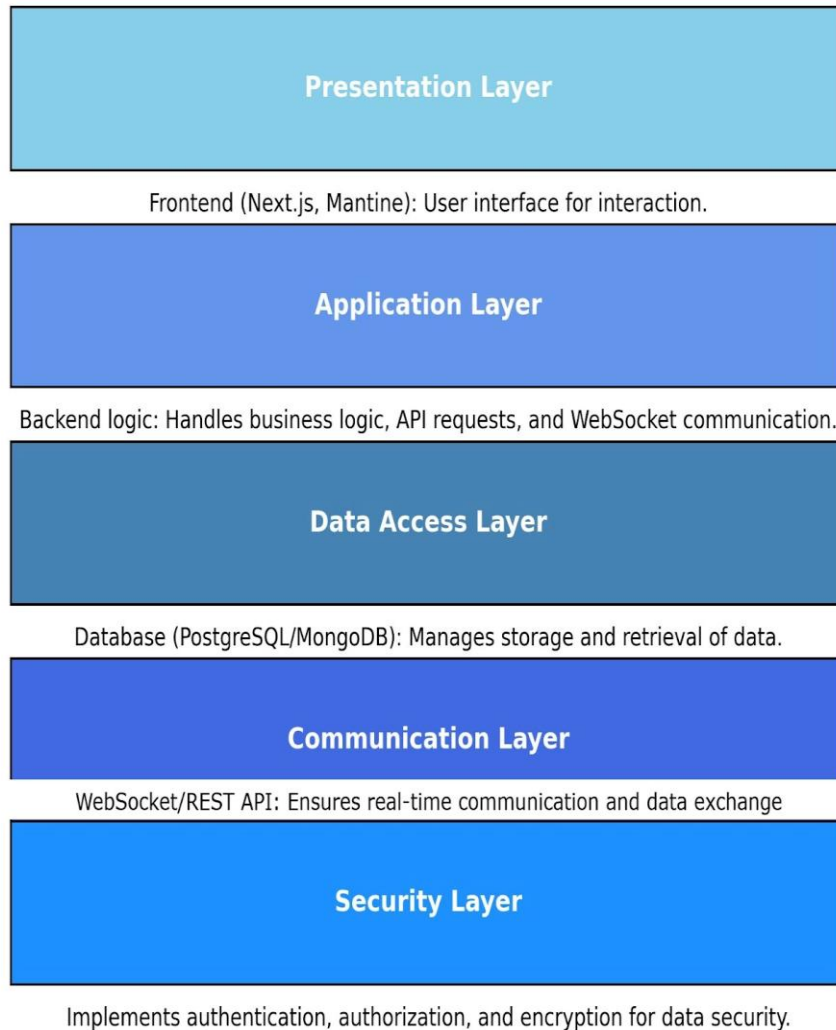 Presentation Layer
Frontend (Next.js, Mantine): User interface for interaction.
Application Layer
Backend logic: Handles business logic, API requests, and WebSocket communication.
Data Access Layer
Database (PostgreSQL/MongoDB): Manages storage and retrieval of data.
Communication Layer
WebSocket/REST API: Ensures real-time communication and data exchange
Security Layer
Implements authentication, authorization, and encryption for data security.